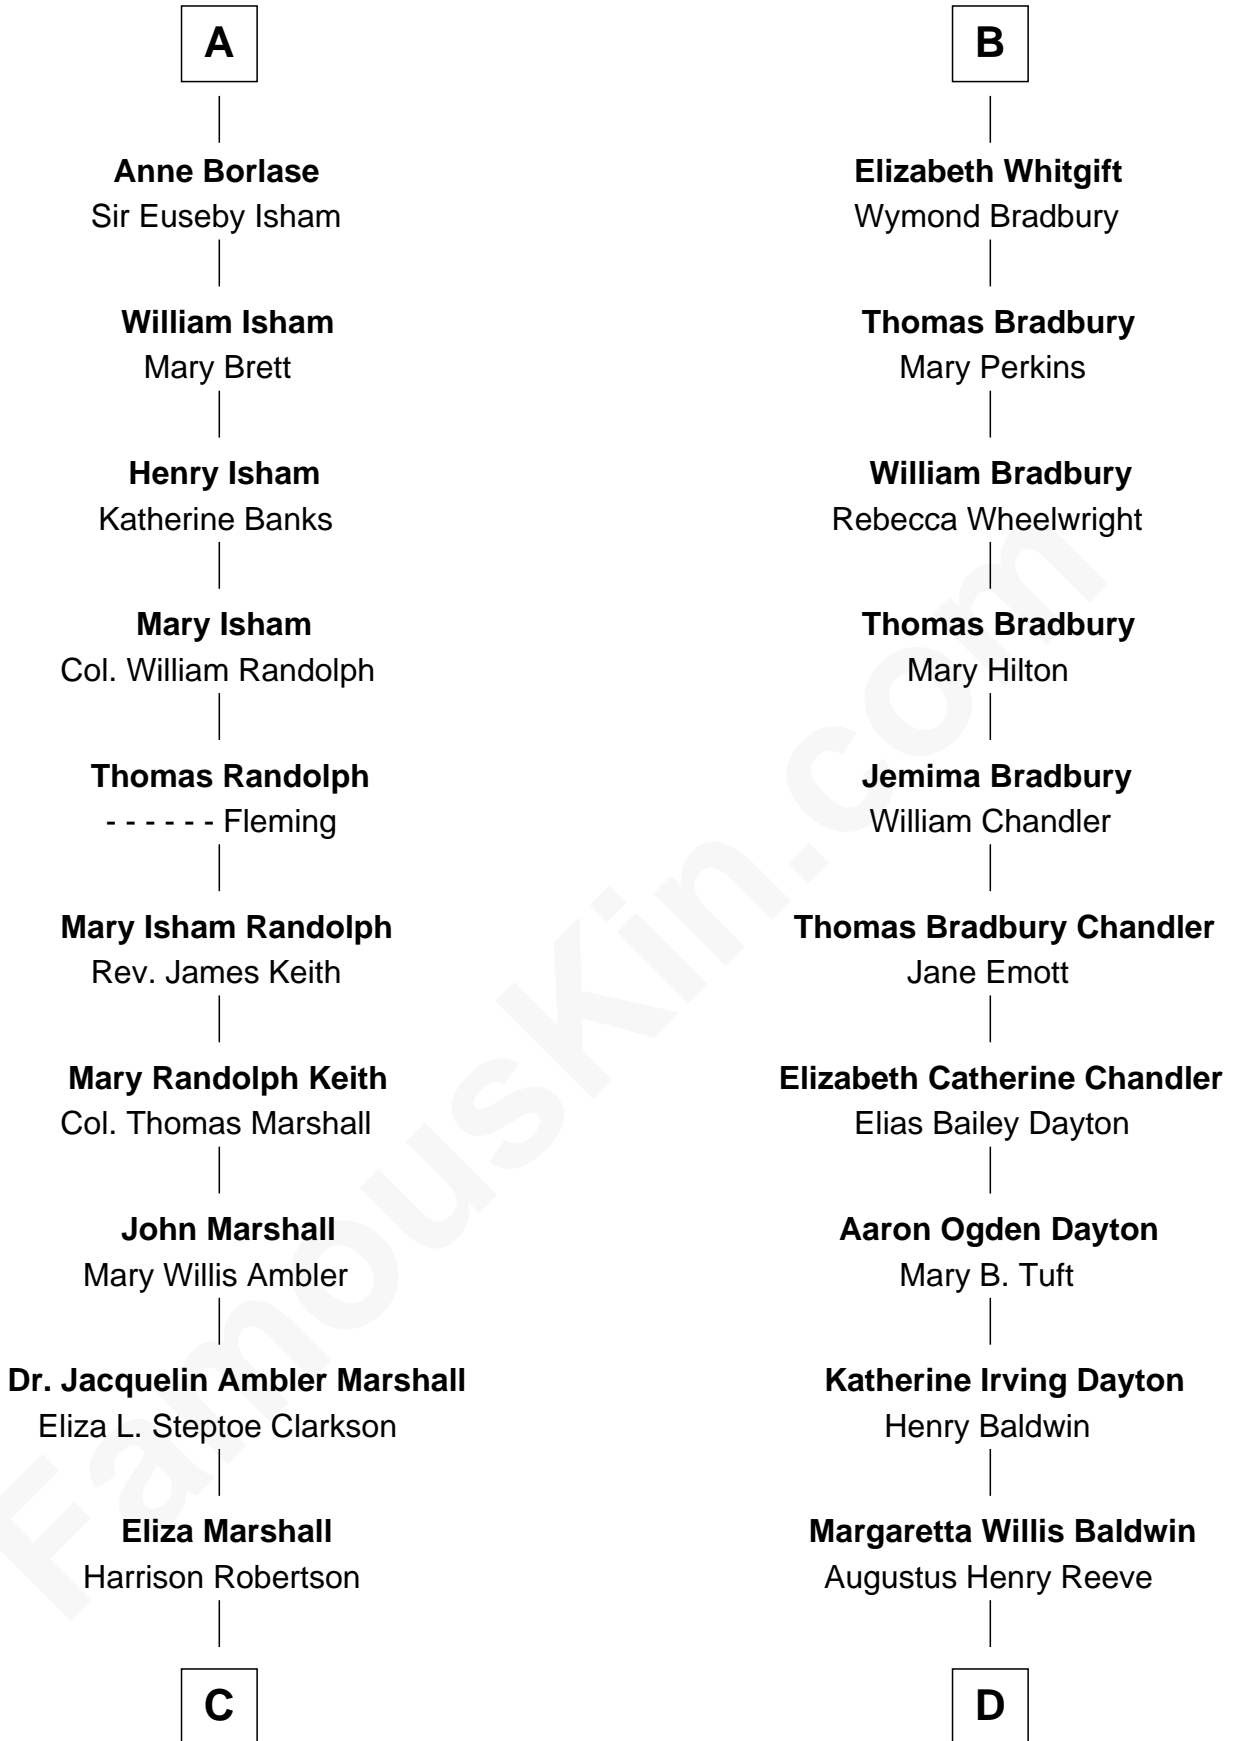 A
Anne Borlase
Sir Euseby Isham
William Isham
Mary Brett
Henry Isham
Katherine Banks
Mary Isham
Col. William Randolph
Thomas Randolph
- - - - - - Fleming
Mary Isham Randolph
Rev. James Keith
Mary Randolph Keith
Col. Thomas Marshall
John Marshall
Mary Willis Ambler
Dr. Jacquelin Ambler Marshall
Eliza L. Steptoe Clarkson
Eliza Marshall
Harrison Robertson
C
B
Elizabeth Whitgift
Wymond Bradbury
Thomas Bradbury
Mary Perkins
William Bradbury
Rebecca Wheelwright
Thomas Bradbury
Mary Hilton
Jemima Bradbury
William Chandler
Thomas Bradbury Chandler
Jane Emott
Elizabeth Catherine Chandler
Elias Bailey Dayton
Aaron Ogden Dayton
Mary B. Tuft
Katherine Irving Dayton
Henry Baldwin
Margaretta Willis Baldwin
Augustus Henry Reeve
D
FamousKin.com